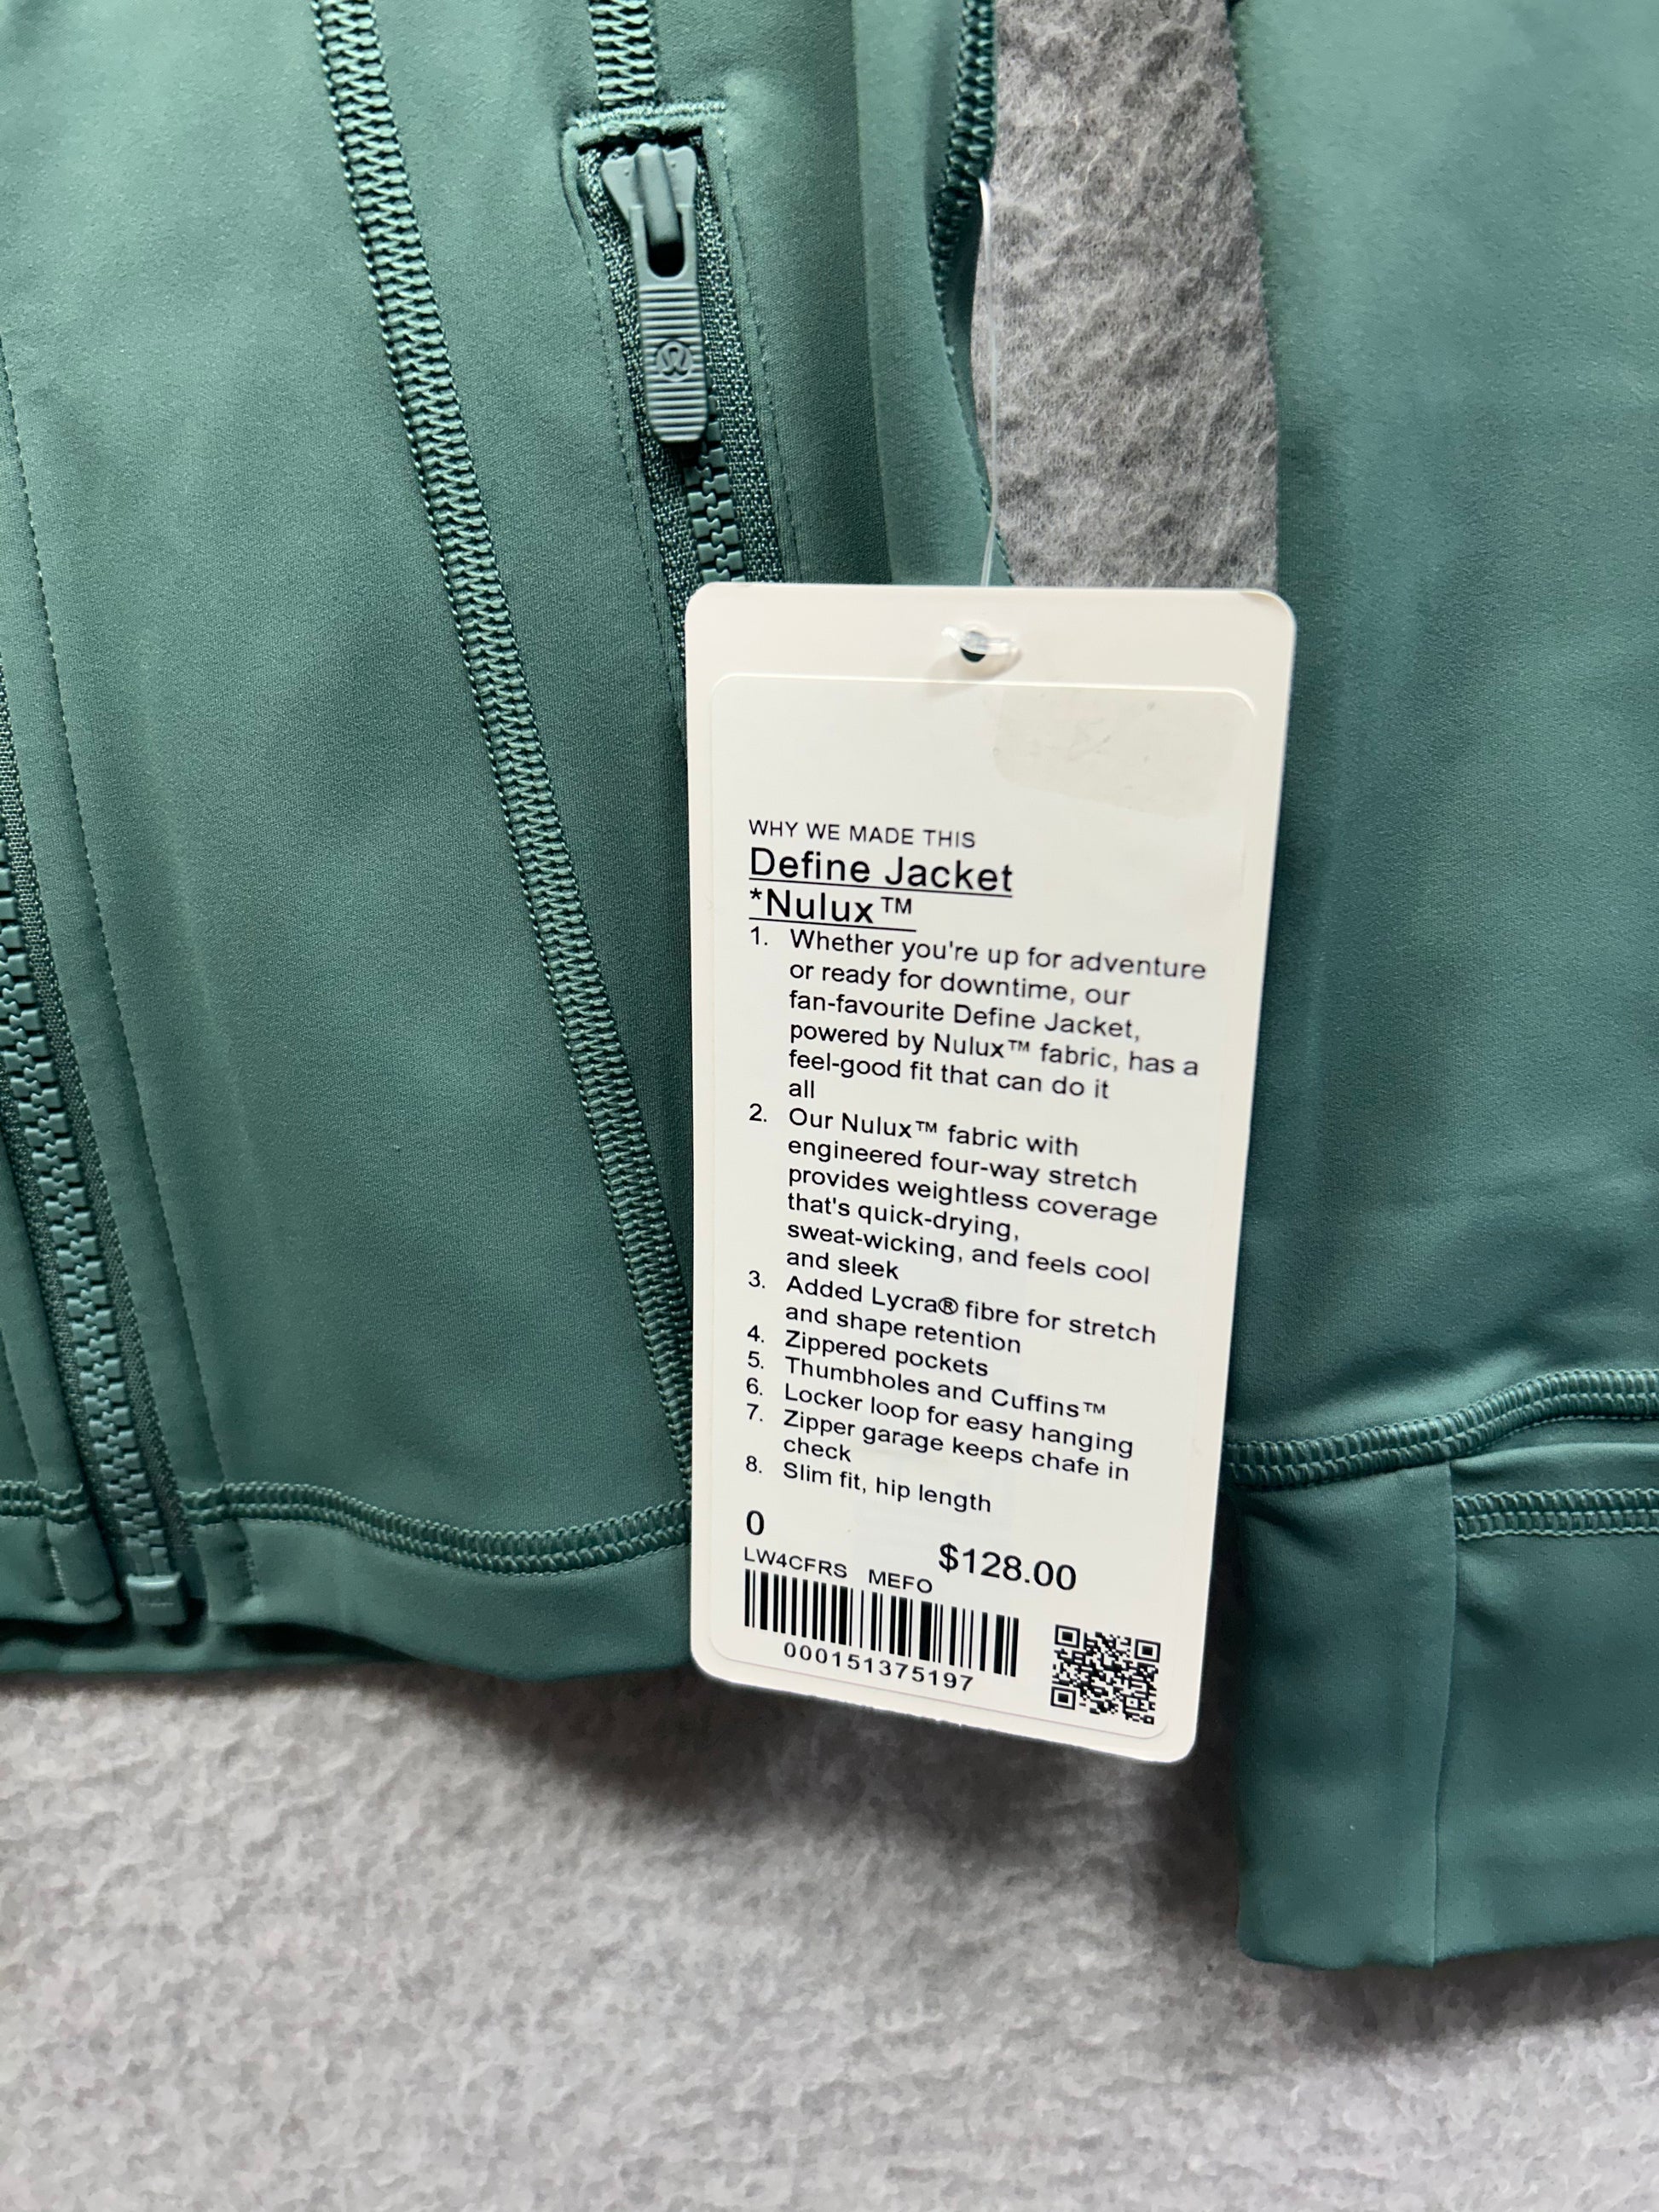 WHY WE MADE THIS
Define Jacket
*Nulux™
1. Whether you're up for adventure
or ready for downtime, our
fan-favourite Define Jacket,
powered by Nulux™ fabric, has a
feel-good fit that can do it
all
2. Our Nulux™ fabric with
engineered four-way stretch
provides weightless coverage
that's quick-drying,
sweat-wicking, and feels cool
and sleek
3. Added Lycra® fibre for stretch
and shape retention
4. Zippered pockets
5. Thumbholes and Cuffins™
6. Locker loop for easy hanging
7. Zipper garage keeps chafe in
check
8. Slim fit, hip length
0
$128.00
LW4CFRS MEFO
000151375197